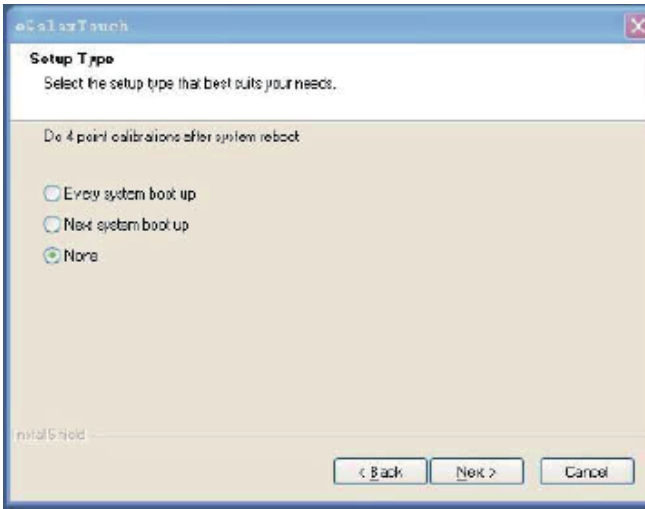 eGalaxTouch
Setup Type
Select the setup type that best suits your needs.
Do 4 point calibrations after system reboot
Every system boot up
Next system boot up
None
InstallShield
< Back
Next >
Cancel